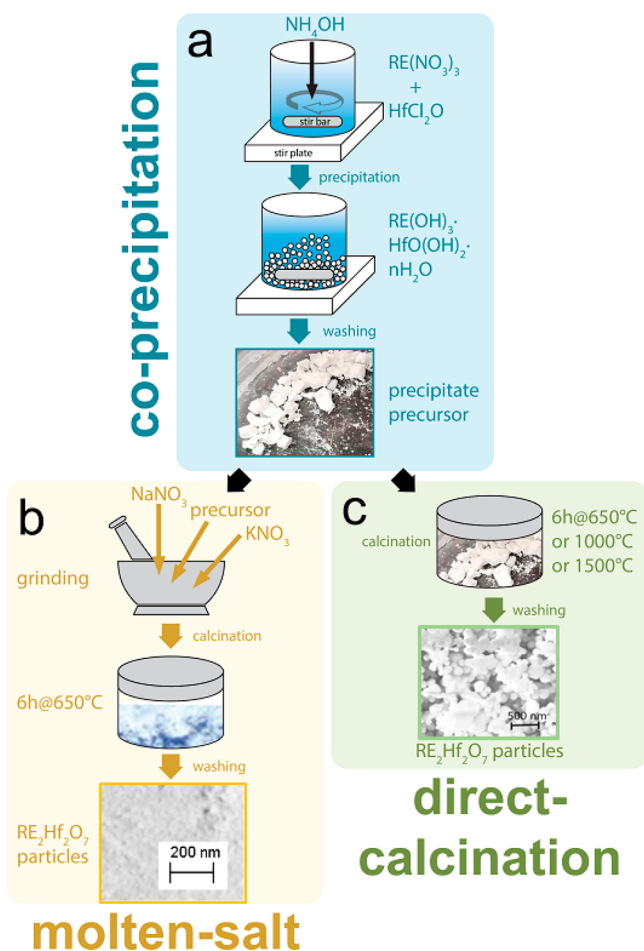 co-precipitation
a
NH₄OH
RE(NO₃)₃
+
HfCl₂O
stir bar
stir plate
precipitation
RE(OH)₃·
HfO(OH)₂·
nH₂O
washing
precipitate
precursor
b
NaNO₃
precursor
KNO₃
grinding
calcination
6h@650°C
washing
RE₂Hf₂O₇
particles
200 nm
molten-salt
c
calcination
6h@650°C
or 1000°C
or 1500°C
washing
500 nm
RE₂Hf₂O₇ particles
direct-
calcination